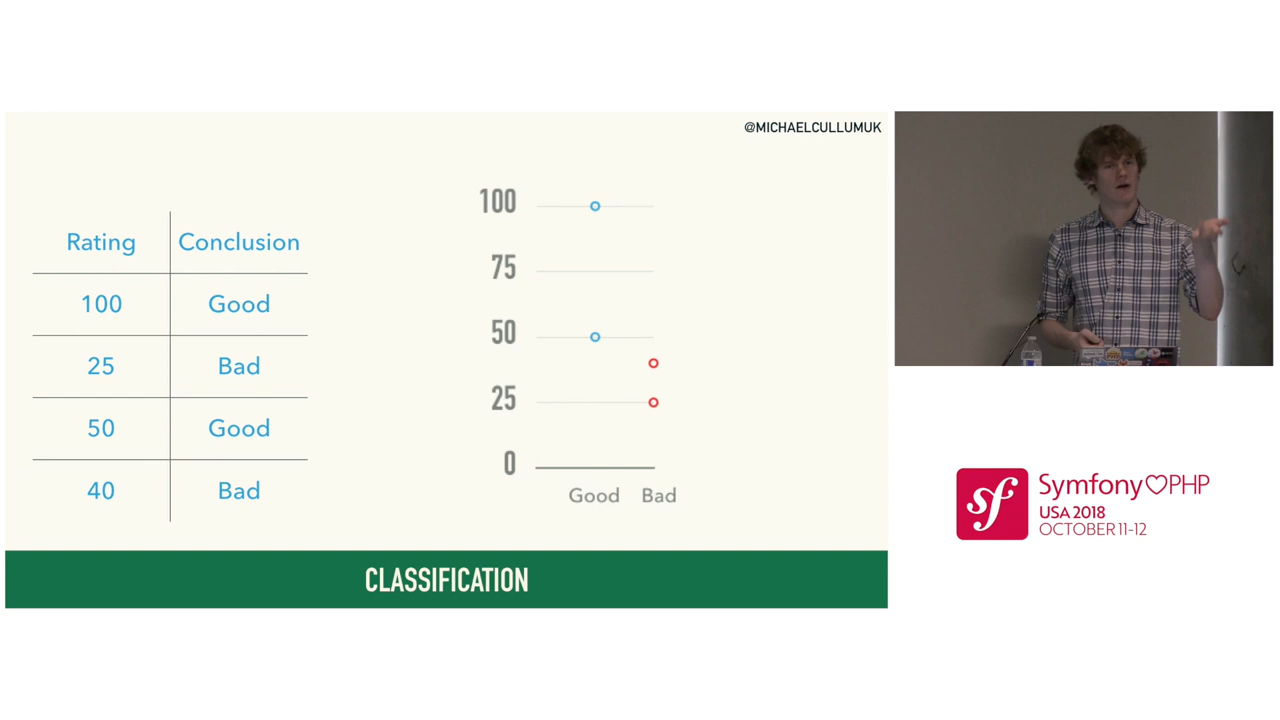 @MICHAELCULLUMUK
Rating Conclusion
100 Good
25 Bad
50 Good
40 Bad
100
75
50
25
0
Good Bad
CLASSIFICATION
sf
Symfony♡PHP
USA 2018
OCTOBER 11-12